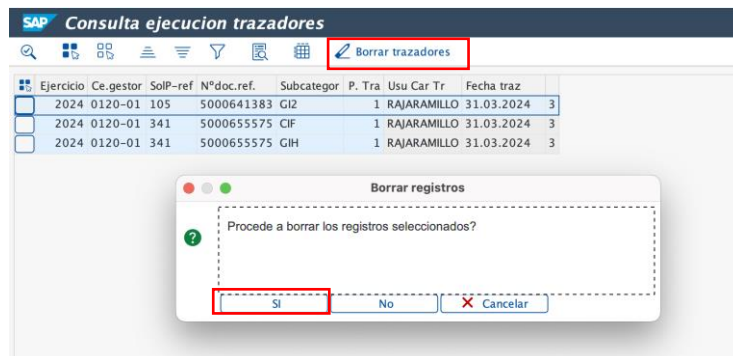 SAP Consulta ejecucion trazadores
Borrar trazadores
Ejercicio Ce.gestor SolP-ref Nºdoc.ref. Subcategor P. Tra Usu Car Tr Fecha traz
2024 0120-01 105 5000641383 GI2 1 RAJARAMILLO 31.03.2024 3
2024 0120-01 341 5000655575 CIF 1 RAJARAMILLO 31.03.2024 3
2024 0120-01 341 5000655575 GIH 1 RAJARAMILLO 31.03.2024 3
Borrar registros
Procede a borrar los registros seleccionados?
SI No Cancelar